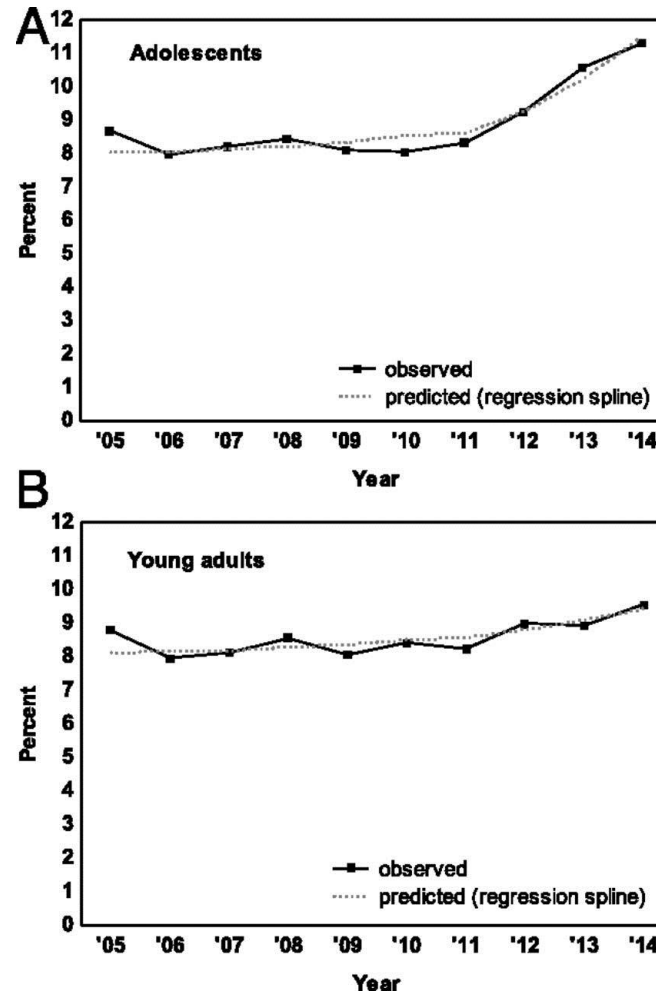 A
Adolescents
12
11
10
9
8
7
6
5
4
3
2
1
0
Percent
observed
predicted (regression spline)
'05 '06 '07 '08 '09 '10 '11 '12 '13 '14
Year
B
Young adults
12
11
10
9
8
7
6
5
4
3
2
1
0
Percent
observed
predicted (regression spline)
'05 '06 '07 '08 '09 '10 '11 '12 '13 '14
Year